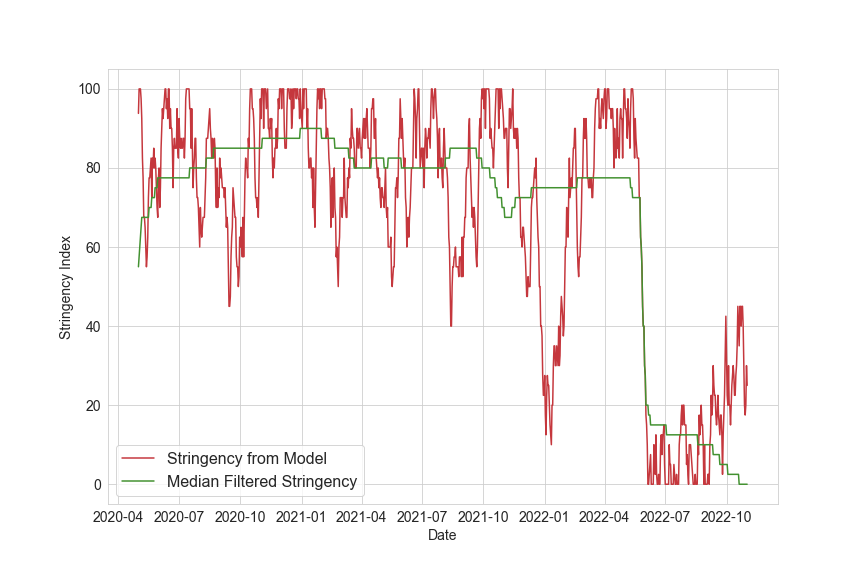 100
80
60
40
20
0
Stringency Index
Stringency from Model
Median Filtered Stringency
2020-04 2020-07 2020-10 2021-01 2021-04 2021-07 2021-10 2022-01 2022-04 2022-07 2022-10
Date